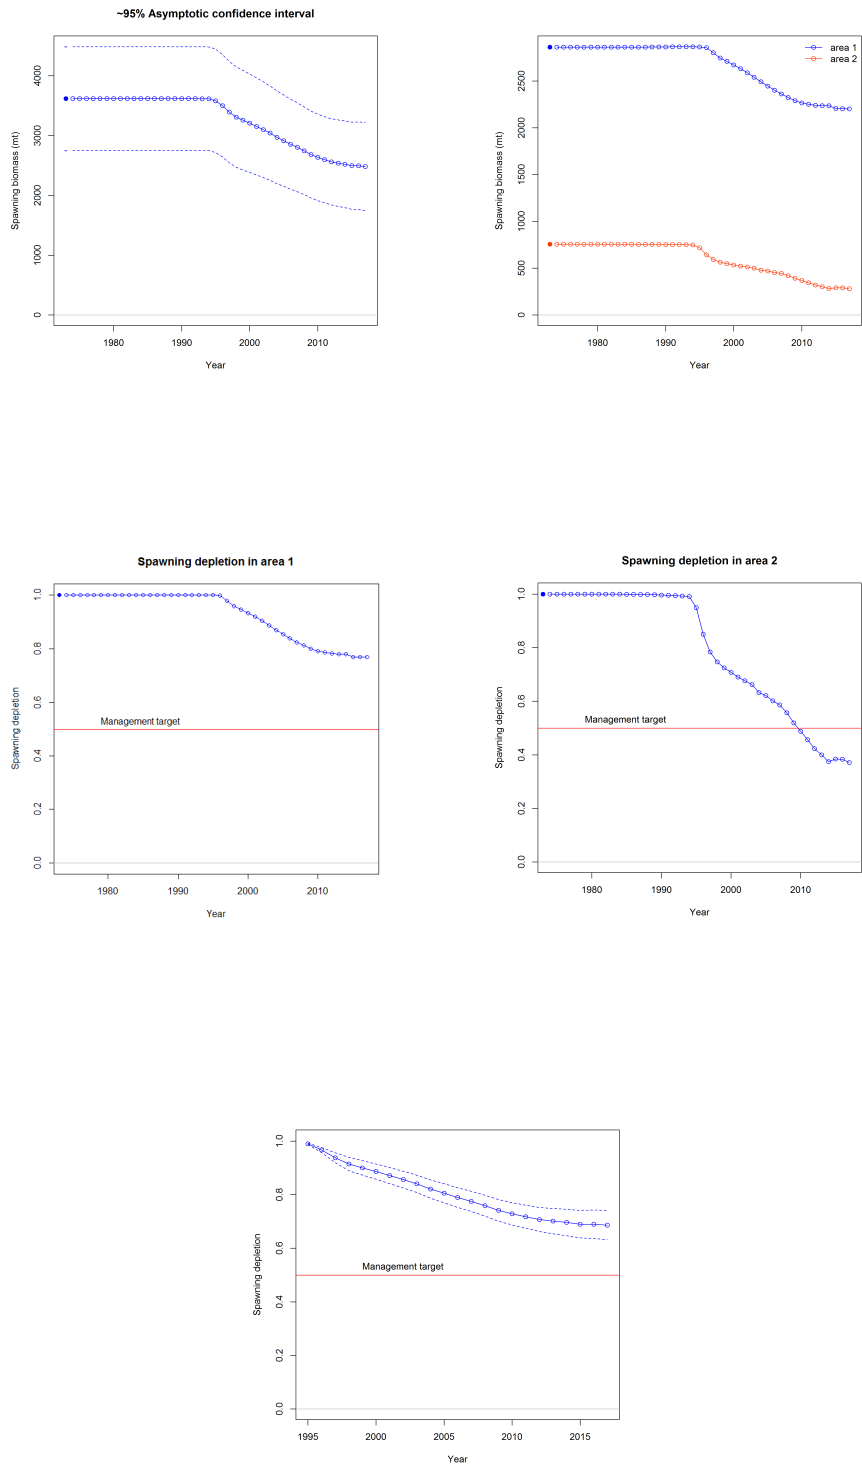 ~95% Asymptotic confidence interval
Spawning biomass (mt)
0 1000 2000 3000 4000
1980 1990 2000 2010
Year
area 1
area 2
Spawning biomass (mt)
0 500 1000 1500 2000 2500
1980 1990 2000 2010
Year
Spawning depletion in area 1
Spawning depletion
0.0 0.2 0.4 0.6 0.8 1.0
Management target
1980 1990 2000 2010
Year
Spawning depletion in area 2
Spawning depletion
0.0 0.2 0.4 0.6 0.8 1.0
Management target
1980 1990 2000 2010
Year
Spawning depletion
0.0 0.2 0.4 0.6 0.8 1.0
Management target
1995 2000 2005 2010 2015
Year